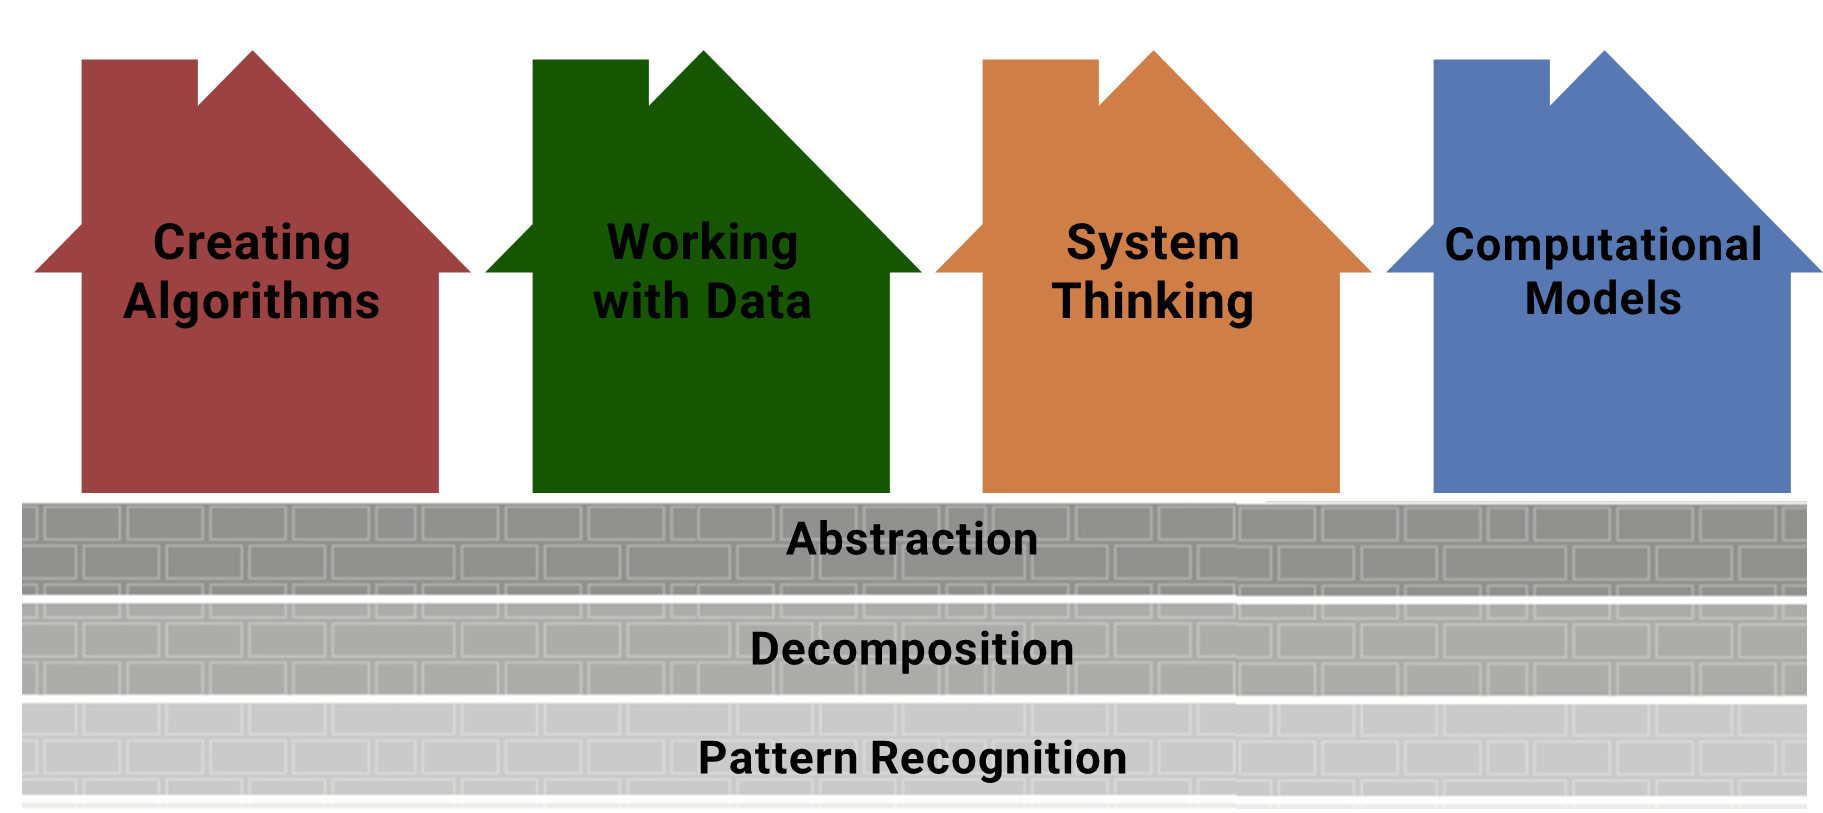 Creating
Algorithms
Working
with Data
System
Thinking
Computational
Models
Abstraction
Decomposition
Pattern Recognition